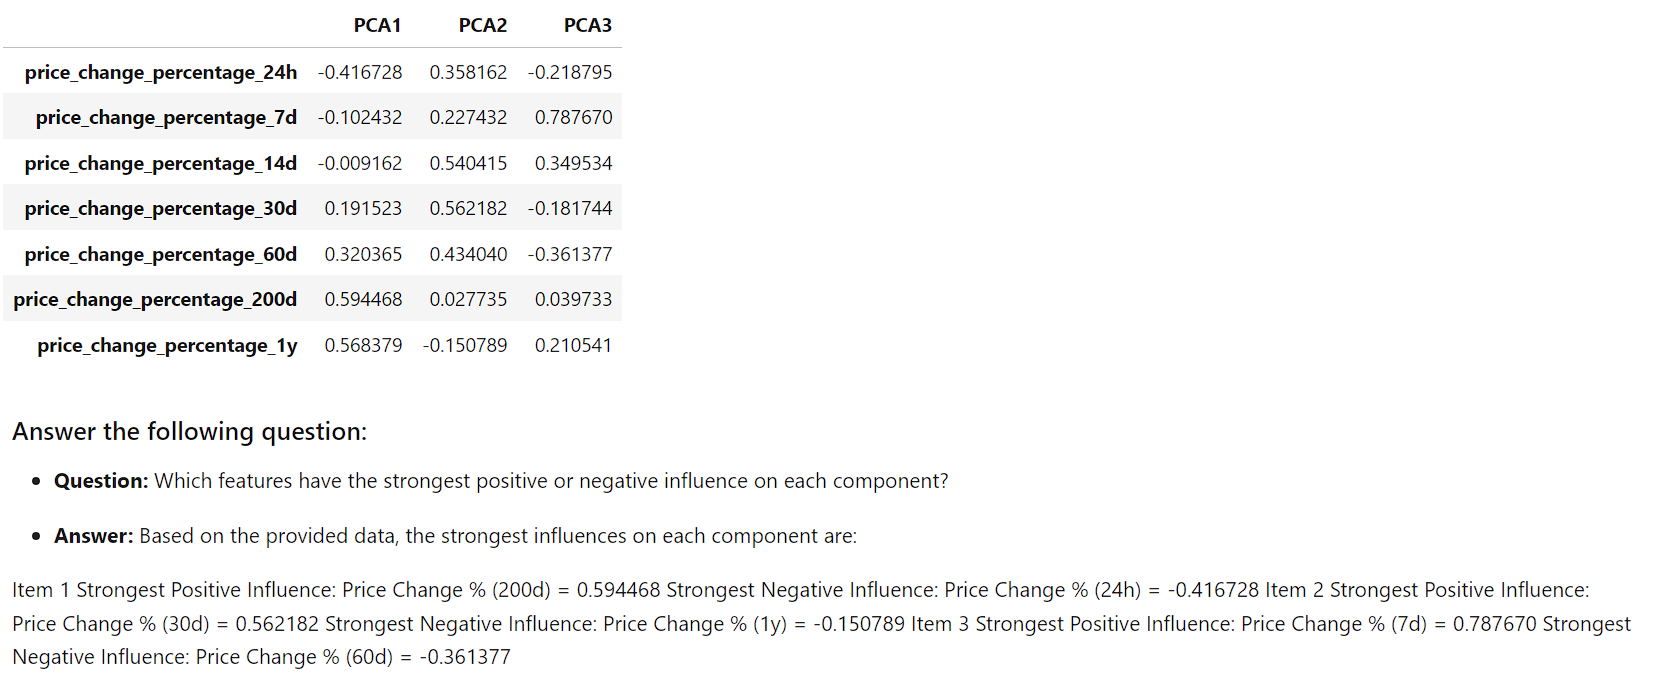 PCA1 PCA2 PCA3
price_change_percentage_24h -0.416728 0.358162 -0.218795
price_change_percentage_7d -0.102432 0.227432 0.787670
price_change_percentage_14d -0.009162 0.540415 0.349534
price_change_percentage_30d 0.191523 0.562182 -0.181744
price_change_percentage_60d 0.320365 0.434040 -0.361377
price_change_percentage_200d 0.594468 0.027735 0.039733
price_change_percentage_1y 0.568379 -0.150789 0.210541
Answer the following question:
• Question: Which features have the strongest positive or negative influence on each component?
• Answer: Based on the provided data, the strongest influences on each component are:
Item 1 Strongest Positive Influence: Price Change % (200d) = 0.594468 Strongest Negative Influence: Price Change % (24h) = -0.416728 Item 2 Strongest Positive Influence:
Price Change % (30d) = 0.562182 Strongest Negative Influence: Price Change % (1y) = -0.150789 Item 3 Strongest Positive Influence: Price Change % (7d) = 0.787670 Strongest
Negative Influence: Price Change % (60d) = -0.361377